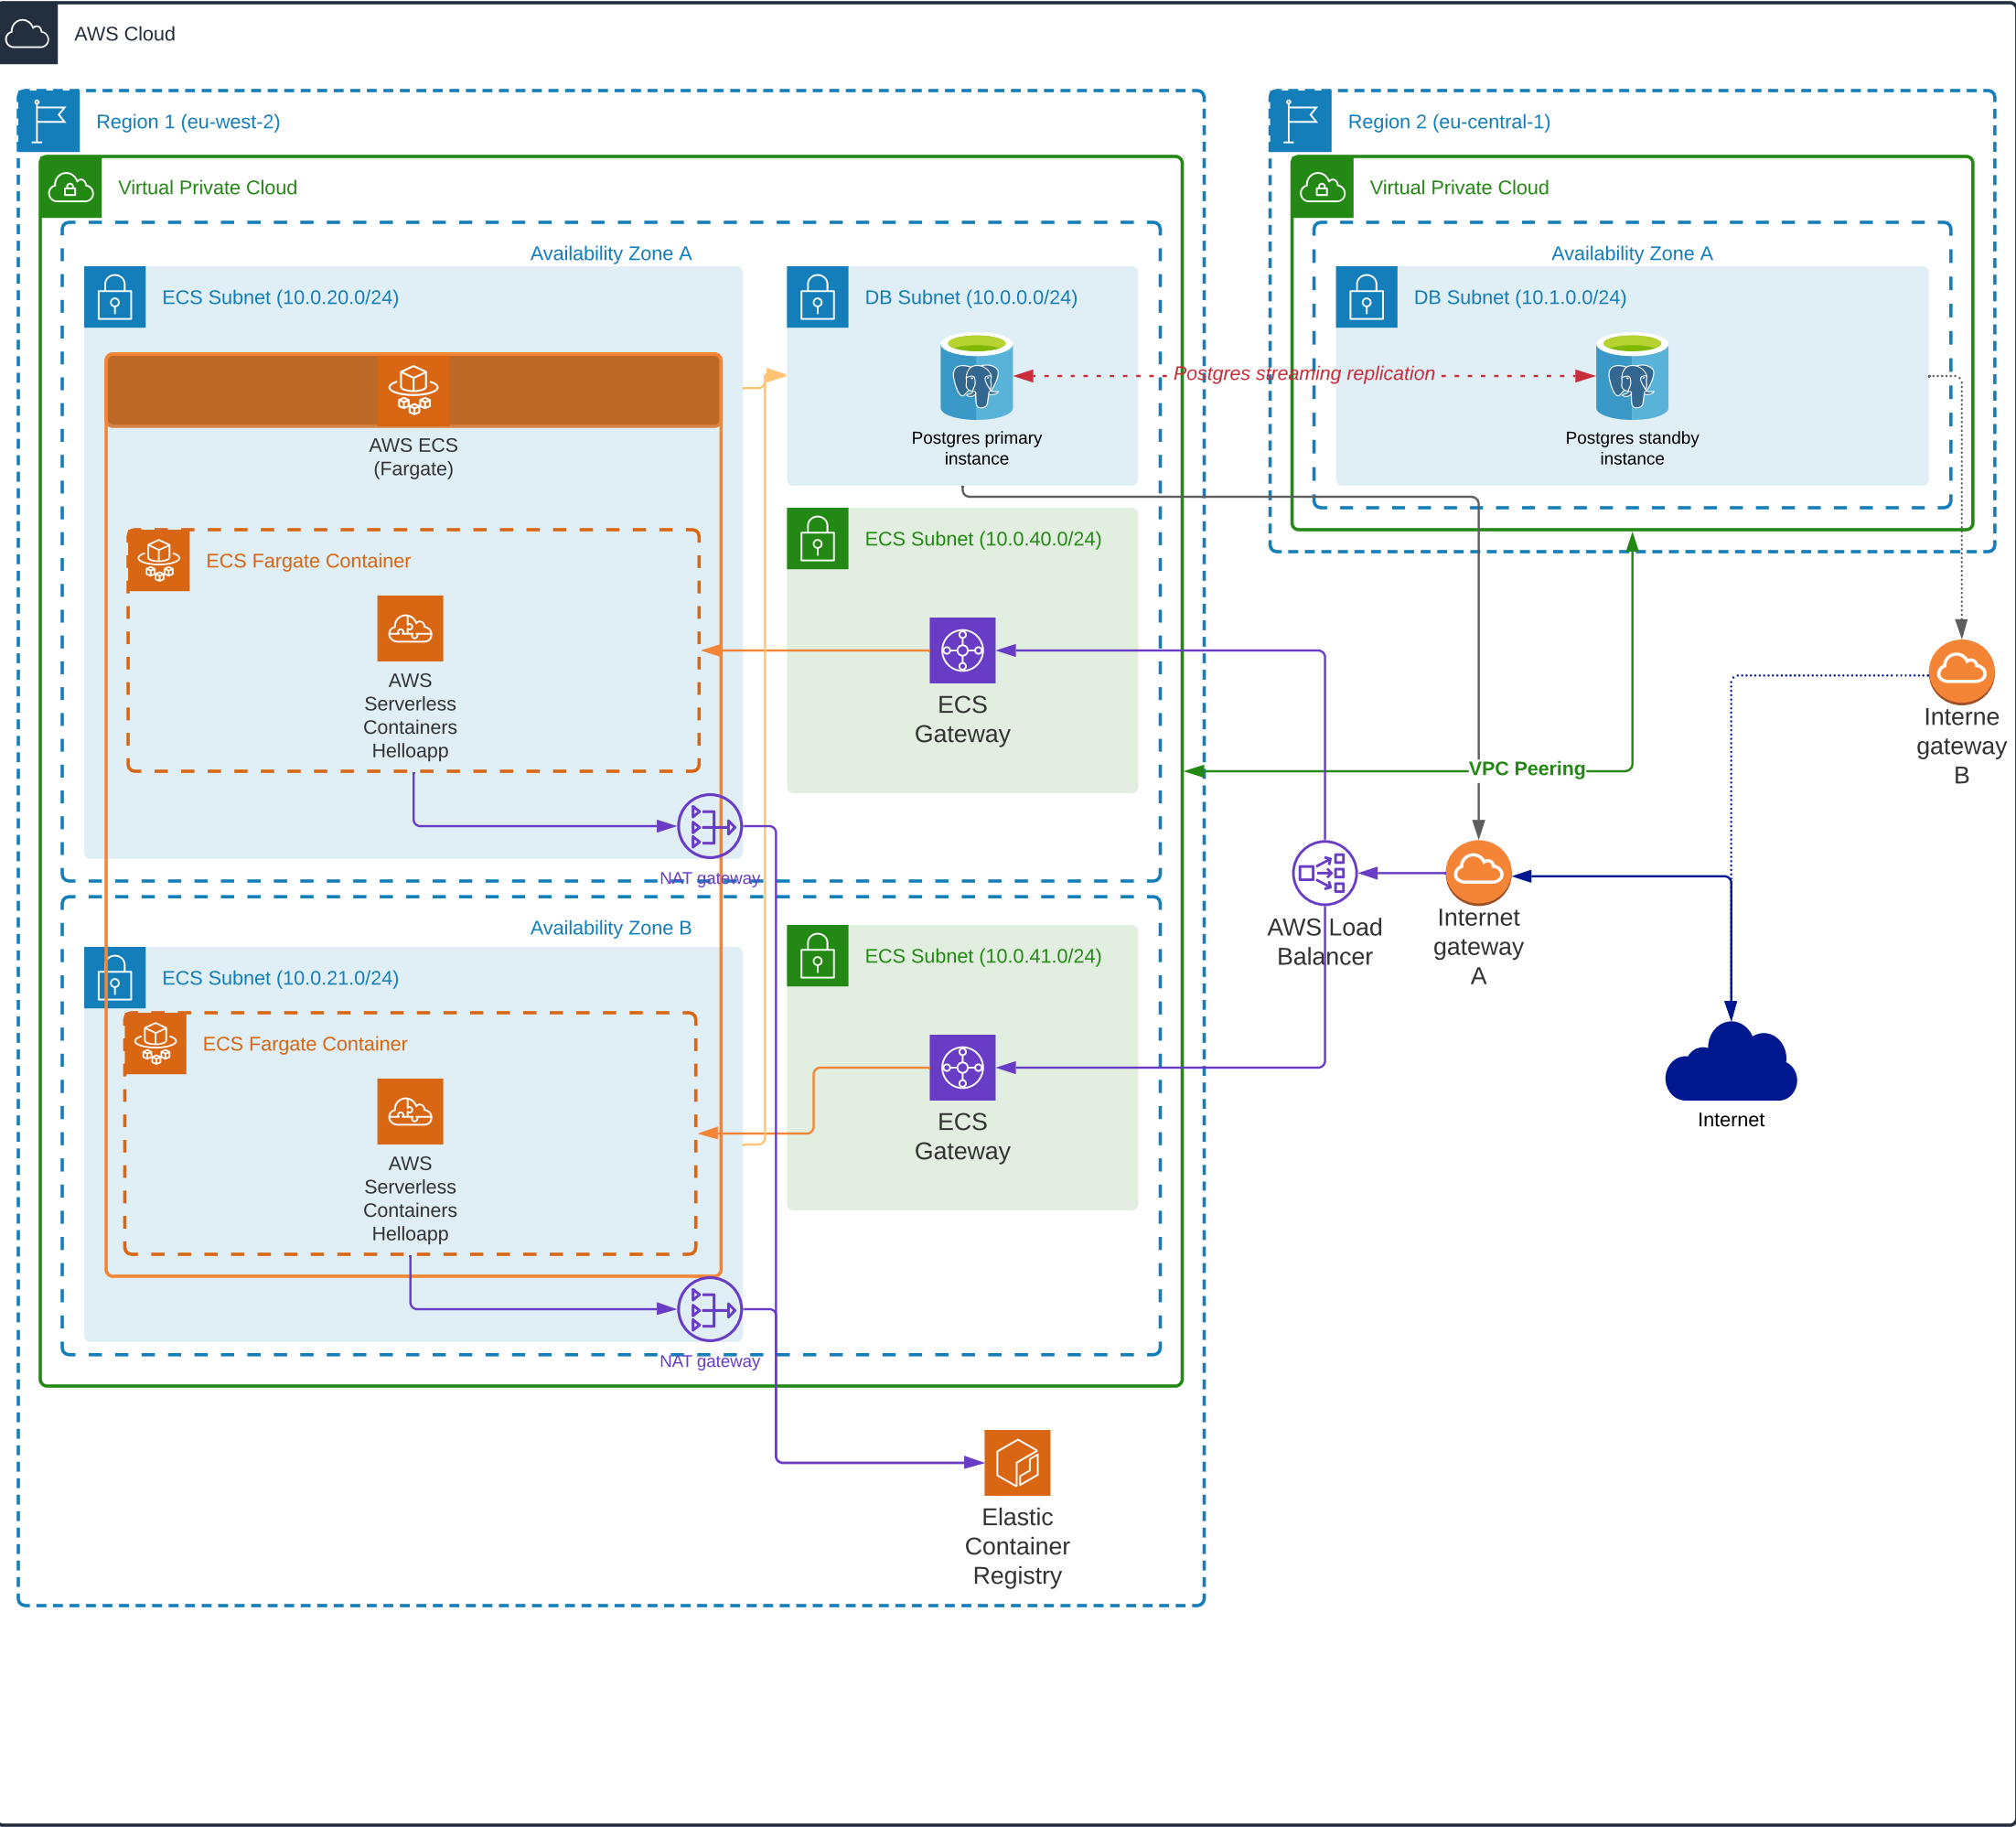 AWS Cloud
Region 1 (eu-west-2)
Virtual Private Cloud
Availability Zone A
ECS Subnet (10.0.20.0/24)
AWS ECS
(Fargate)
ECS Fargate Container
AWS
Serverless
Containers
Helloapp
NAT gateway
DB Subnet (10.0.0.0/24)
Postgres primary
instance
Postgres streaming replication
ECS Subnet (10.0.40.0/24)
ECS
Gateway
Availability Zone B
ECS Subnet (10.0.21.0/24)
ECS Fargate Container
AWS
Serverless
Containers
Helloapp
NAT gateway
ECS Subnet (10.0.41.0/24)
ECS
Gateway
Elastic
Container
Registry
Region 2 (eu-central-1)
Virtual Private Cloud
Availability Zone A
DB Subnet (10.1.0.0/24)
Postgres standby
instance
VPC Peering
Interne
gateway
B
AWS Load
Balancer
Internet
gateway
A
Internet